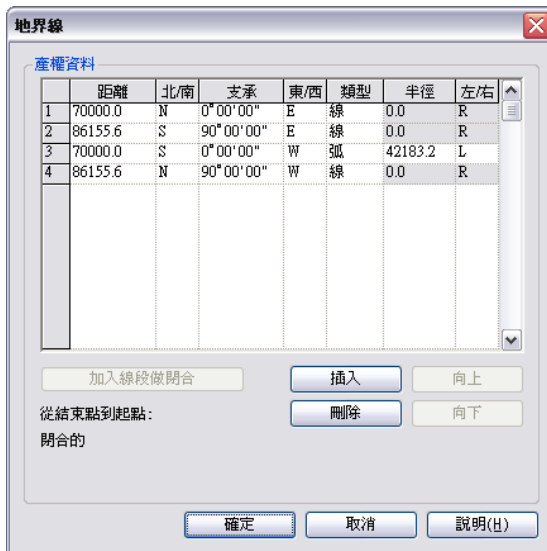 地界線
產權資料
距離 北/南 支承 東/西 類型 半徑 左/右
1 70000.0 N 0°00'00" E 線 0.0 R
2 86155.6 S 90°00'00" E 線 0.0 R
3 70000.0 S 0°00'00" W 弧 42183.2 L
4 86155.6 N 90°00'00" W 線 0.0 R
加入線段做閉合 插入 向上
從結束點到起點: 刪除 向下
閉合的
確定 取消 說明(H)